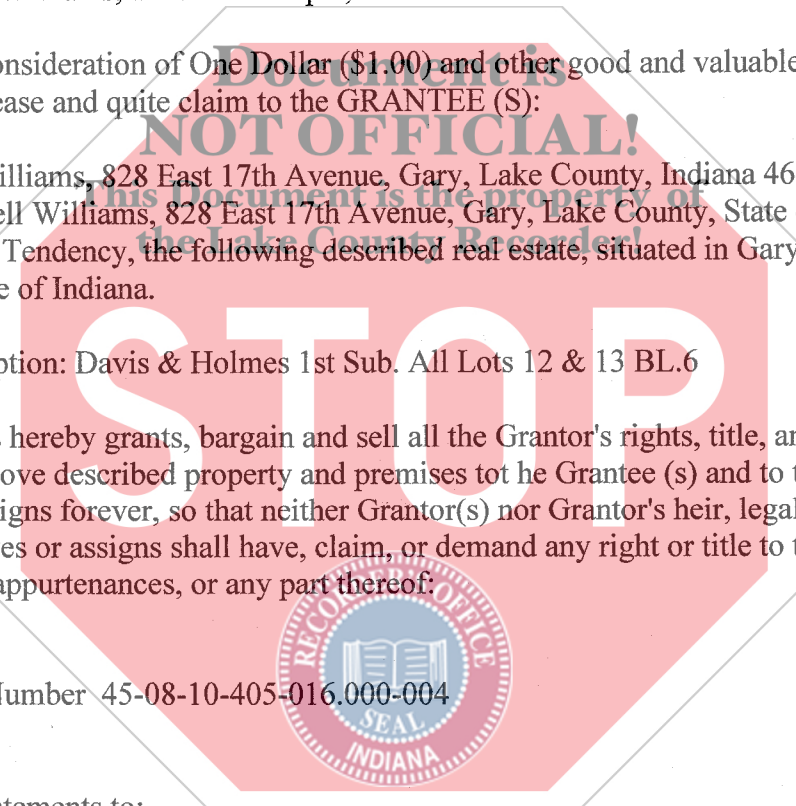 onsideration of One Dollar ($1.00) and other good and valuable
Document is
ease and quite claim to the GRANTEE (S):
NOT OFFICIAL!
illiams, 828 East 17th Avenue, Gary, Lake County, Indiana 46
This Document is the property of
ell Williams, 828 East 17th Avenue, Gary, Lake County, State
the Lake County Recorder!
Tendency, the following described real estate, situated in Gary
e of Indiana.
STOP
ption: Davis & Holmes 1st Sub. All Lots 12 & 13 BL.6
hereby grants, bargain and sell all the Grantor's rights, title, an
ove described property and premises tot he Grantee (s) and to t
igns forever, so that neither Grantor(s) nor Grantor's heir, legal
es or assigns shall have, claim, or demand any right or title to t
appurtenances, or any part thereof:
RECORDER'S OFFICE
Number 45-08-10-405-016.000-004
SEAL
INDIANA
atements to: